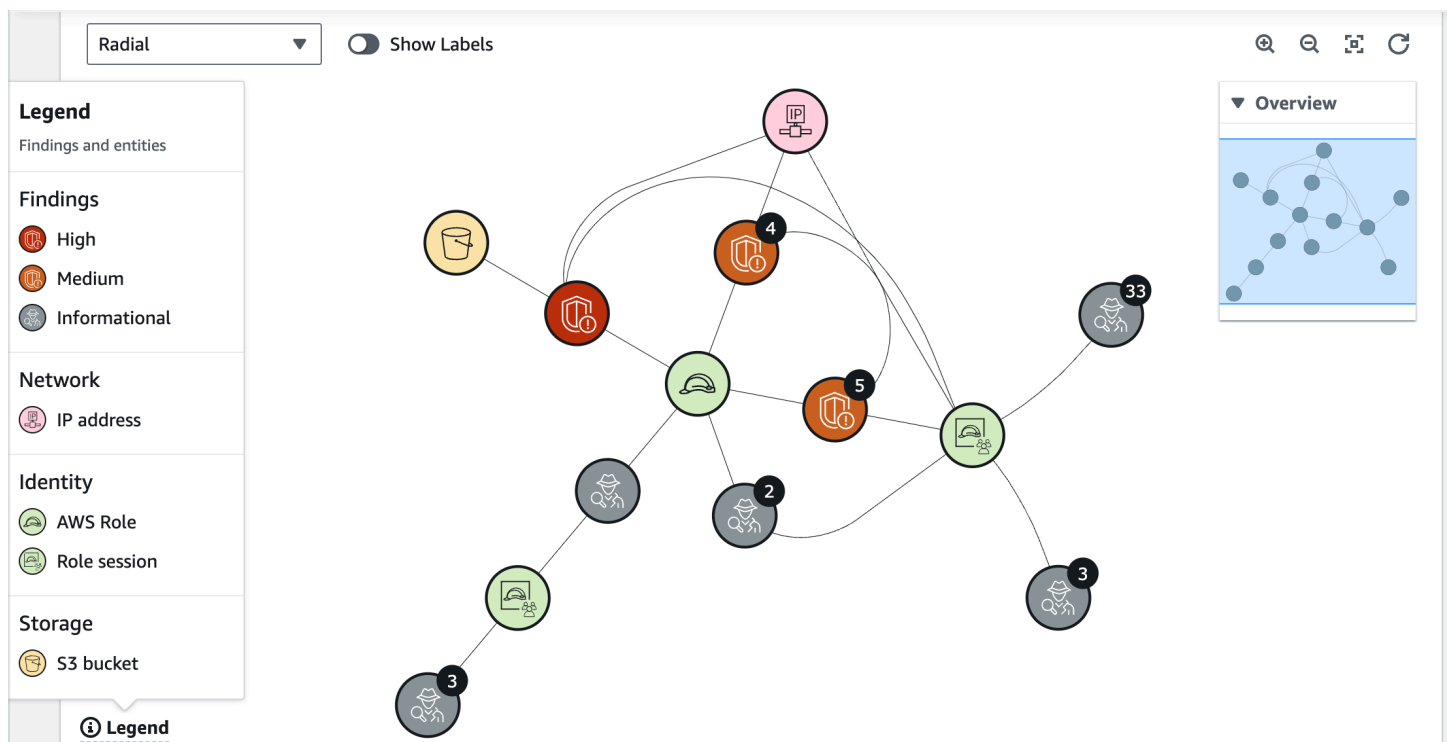 Radial
Show Labels
Legend
Findings and entities
Findings
High
Medium
Informational
Network
IP address
Identity
AWS Role
Role session
Storage
S3 bucket
Legend
IP
4
33
5
2
3
3
Overview